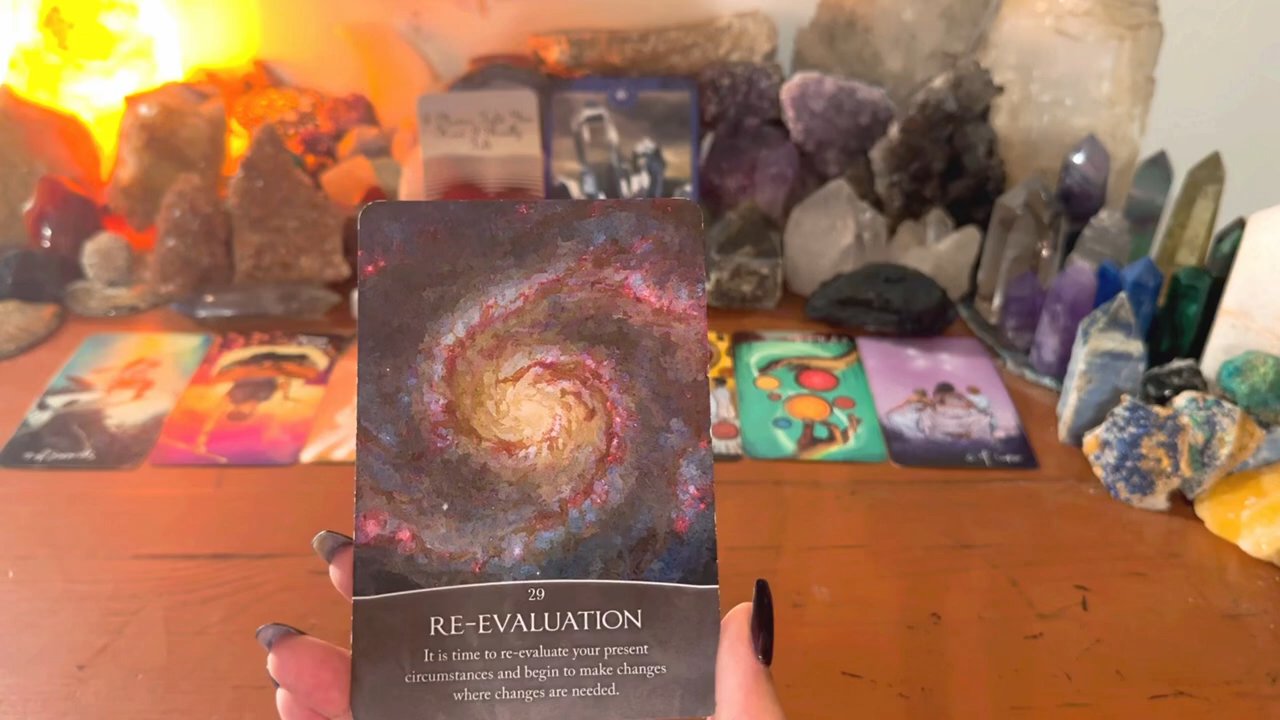 29
RE-EVALUATION
It is time to re-evaluate your present
circumstances and begin to make changes
where changes are needed.